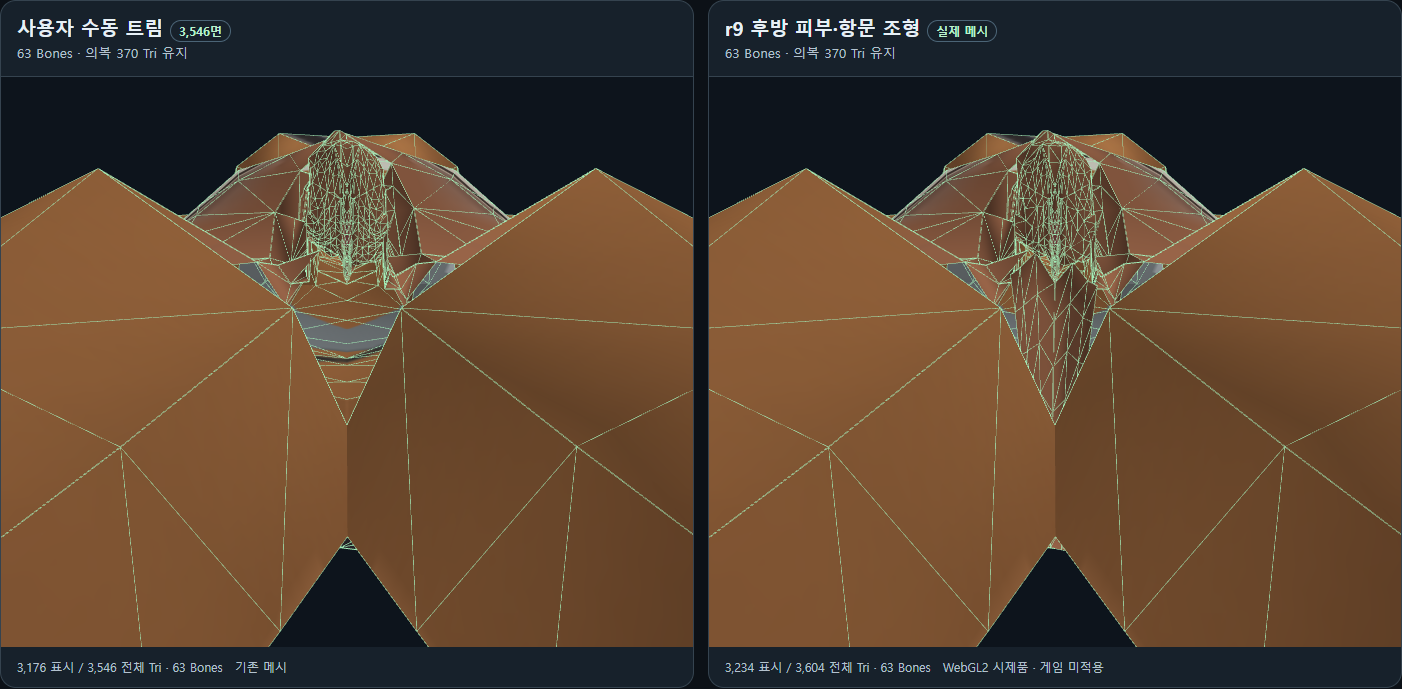 사용자 수동 트림 3,546면
63 Bones · 의복 370 Tri 유지
3,176 표시 / 3,546 전체 Tri · 63 Bones 기존 메시
r9 후방 피부·항문 조형 실제 메시
63 Bones · 의복 370 Tri 유지
3,234 표시 / 3,604 전체 Tri · 63 Bones WebGL2 시제품 · 게임 미적용